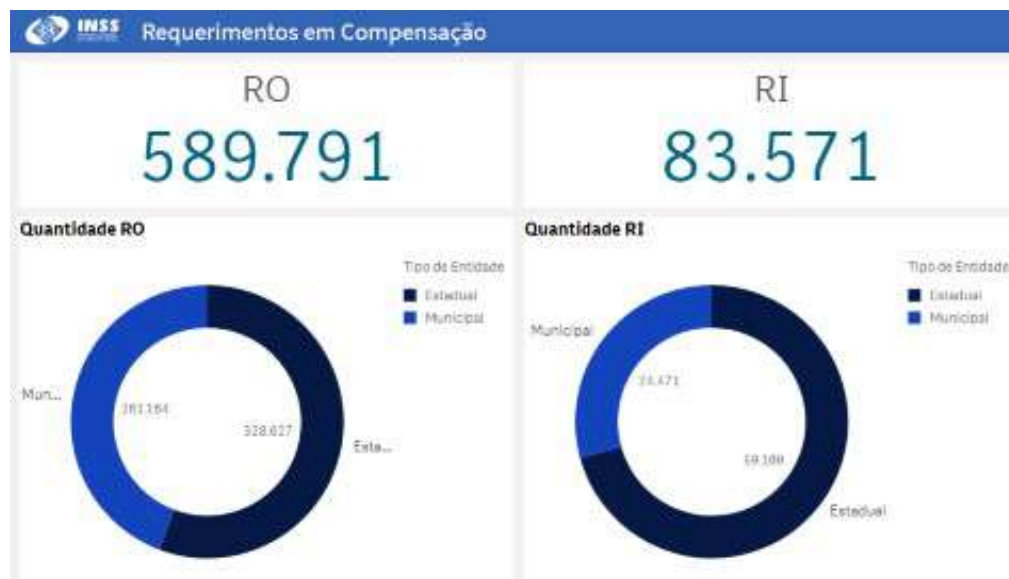 INSS
Requerimentos em Compensação
RO
589.791
RI
83.571
Quantidade RO
Tipo de Entidade
Estadual
Municipal
Mun...
261.164
328.627
Esta...
Quantidade RI
Tipo de Entidade
Estadual
Municipal
Municipal
24.471
59.100
Estadual